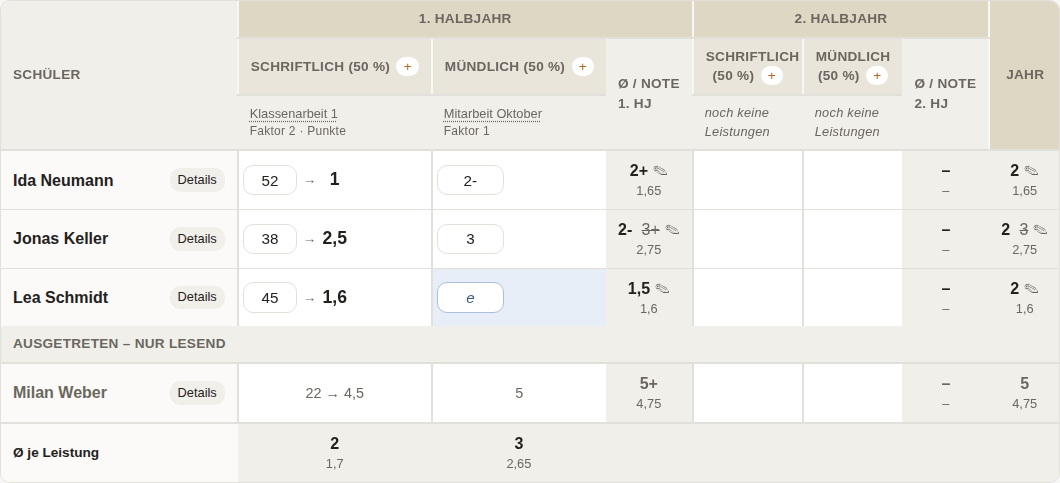 1. HALBJAHR
2. HALBJAHR
SCHÜLER
SCHRIFTLICH (50 %) +
MÜNDLICH (50 %) +
Ø / NOTE
1. HJ
SCHRIFTLICH
(50 %) +
MÜNDLICH
(50 %) +
Ø / NOTE
2. HJ
JAHR
Klassenarbeit 1
Faktor 2 · Punkte
Mitarbeit Oktober
Faktor 1
noch keine
Leistungen
noch keine
Leistungen
Ida Neumann Details 52 → 1 2- 2+ ✎ – 2 ✎
1,65 – 1,65
Jonas Keller Details 38 → 2,5 3 2- 3+ ✎ – 2 3 ✎
2,75 – 2,75
Lea Schmidt Details 45 → 1,6 e 1,5 ✎ – 2 ✎
1,6 – 1,6
AUSGETRETEN – NUR LESEND
Milan Weber Details 22 → 4,5 5 5+ – 5
4,75 – 4,75
Ø je Leistung 2 3
1,7 2,65